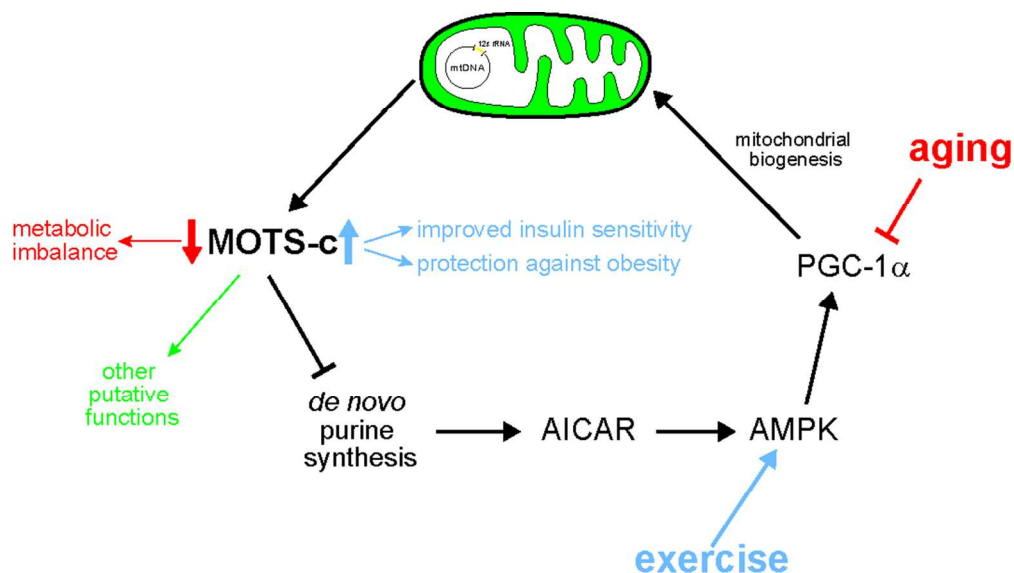 12s rRNA
mtDNA
mitochondrial
biogenesis
aging
metabolic
imbalance
MOTS-c
improved insulin sensitivity
protection against obesity
PGC-1α
other
putative
functions
de novo
purine
synthesis
AICAR
AMPK
exercise